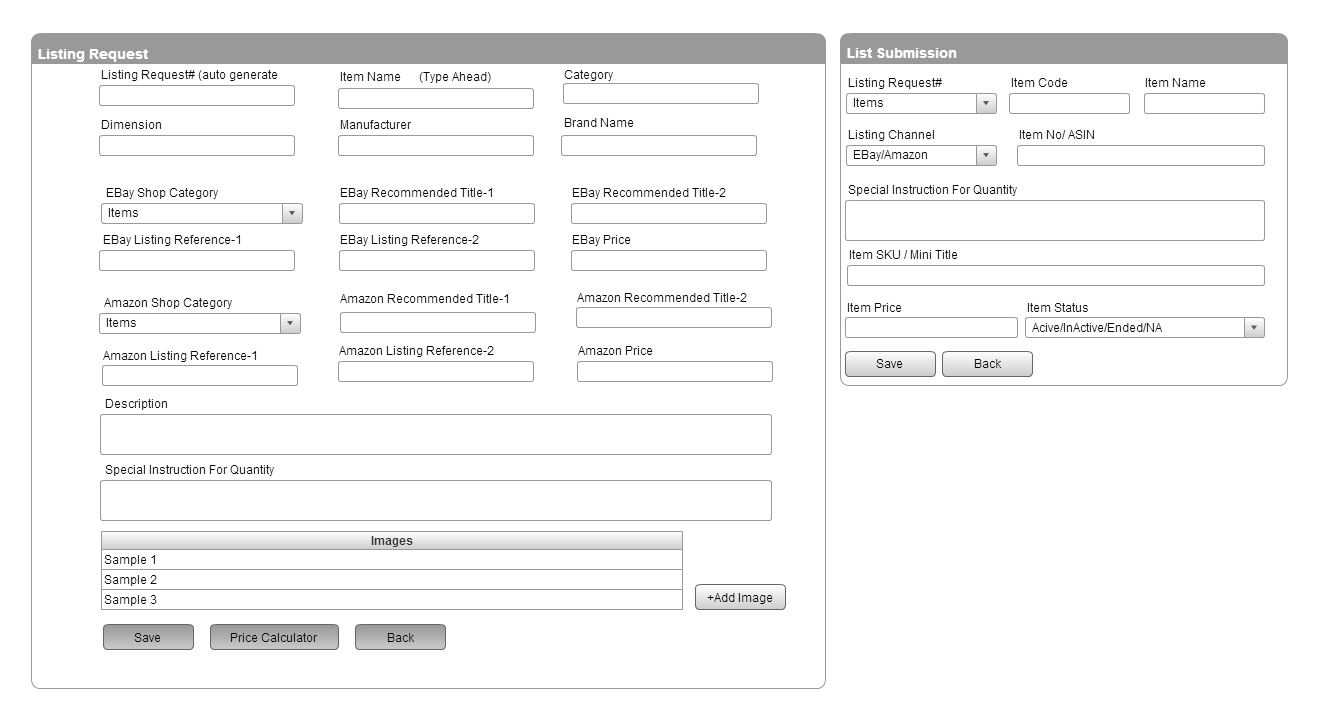 Listing Request
Listing Request# (auto generate
Item Name (Type Ahead)
Category
Dimension
Manufacturer
Brand Name
EBay Shop Category
EBay Recommended Title-1
EBay Recommended Title-2
Items
EBay Listing Reference-1
EBay Listing Reference-2
EBay Price
Amazon Shop Category
Amazon Recommended Title-1
Amazon Recommended Title-2
Items
Amazon Listing Reference-1
Amazon Listing Reference-2
Amazon Price
Description
Special Instruction For Quantity
Images
Sample 1
Sample 2
Sample 3
+Add Image
Save
Price Calculator
Back
List Submission
Listing Request#
Item Code
Item Name
Items
Listing Channel
Item No/ ASIN
EBay/Amazon
Special Instruction For Quantity
Item SKU / Mini Title
Item Price
Item Status
Acive/InActive/Ended/NA
Save
Back